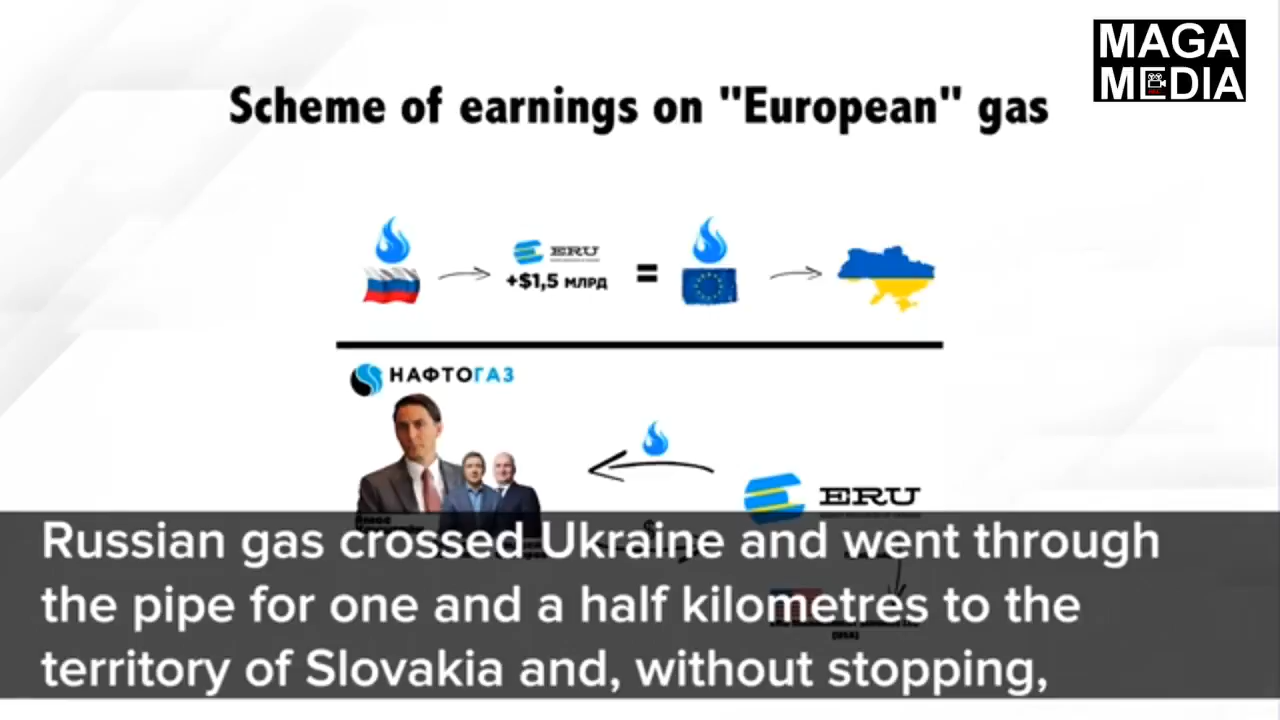 MAGA
MEDIA
Scheme of earnings on "European" gas
ERU
+$1,5 МЛРД
=
НАФТОГАЗ
ERU
Russian gas crossed Ukraine and went through
the pipe for one and a half kilometres to the
territory of Slovakia and, without stopping,
(USA)